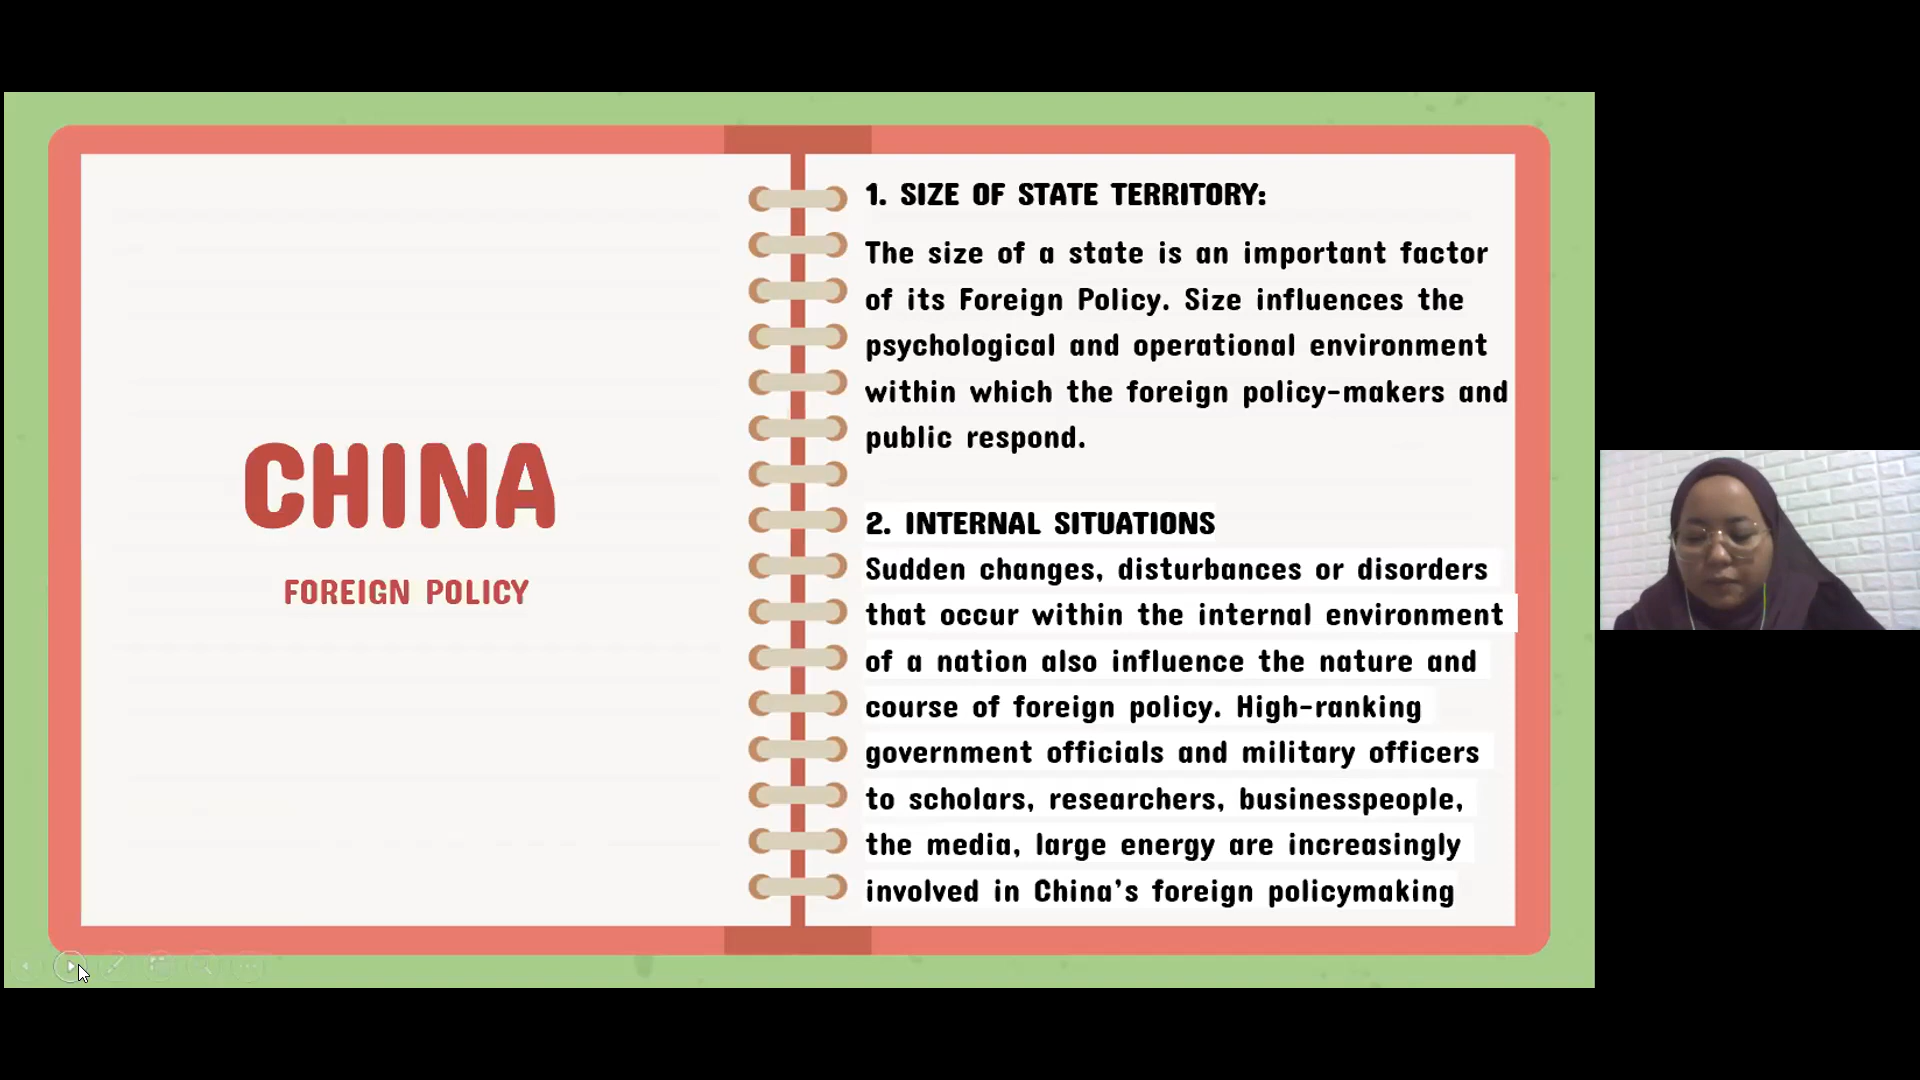 CHINA
FOREIGN POLICY
1. SIZE OF STATE TERRITORY:
The size of a state is an important factor
of its Foreign Policy. Size influences the
psychological and operational environment
within which the foreign policy-makers and
public respond.
2. INTERNAL SITUATIONS
Sudden changes, disturbances or disorders
that occur within the internal environment
of a nation also influence the nature and
course of foreign policy. High-ranking
government officials and military officers
to scholars, researchers, businesspeople,
the media, large energy are increasingly
involved in China's foreign policymaking